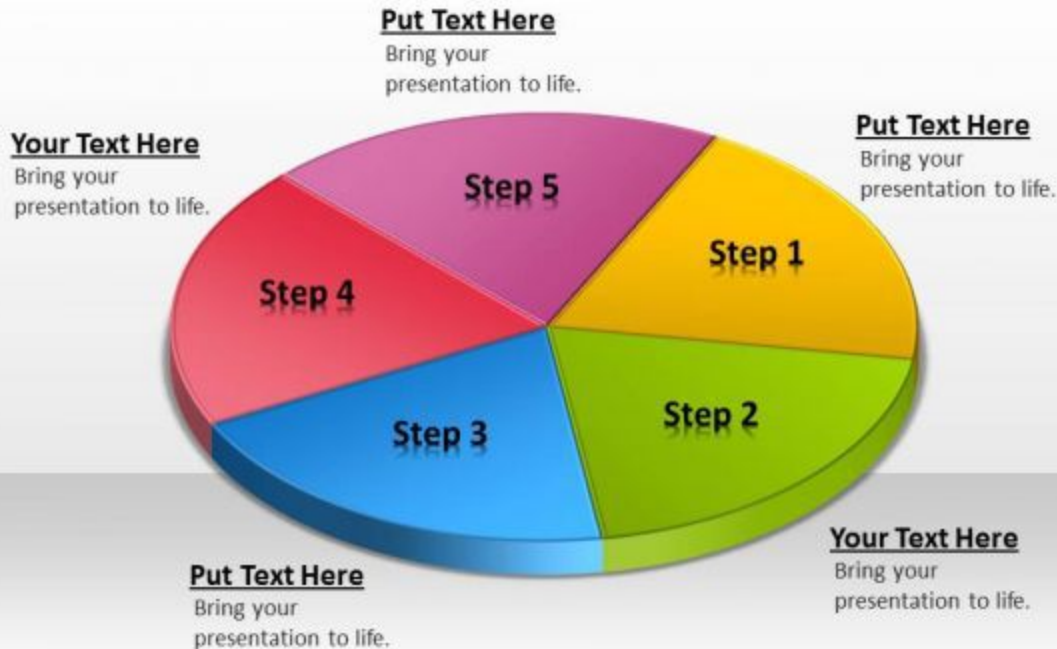 Put Text Here
Bring your
presentation to life.
Your Text Here
Bring your
presentation to life.
Put Text Here
Bring your
presentation to life.
Step 5
Step 1
Step 4
Step 2
Step 3
Your Text Here
Bring your
presentation to life.
Put Text Here
Bring your
presentation to life.